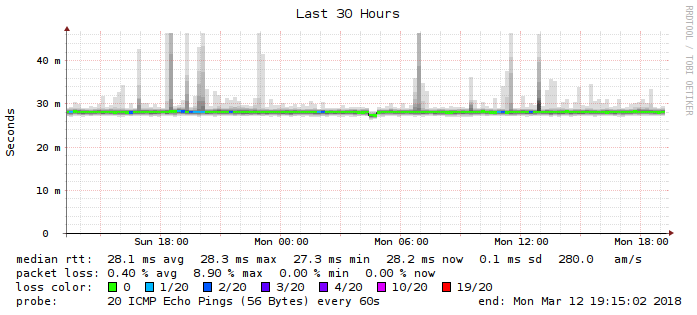 Last 30 Hours
RRDTOOL / TOBI OETIKER
Seconds
40 m
30 m
20 m
10 m
0
Sun 18:00 Mon 00:00 Mon 06:00 Mon 12:00 Mon 18:00
median rtt: 28.1 ms avg 28.3 ms max 27.3 ms min 28.2 ms now 0.1 ms sd 280.0 am/s
packet loss: 0.40 % avg 8.90 % max 0.00 % min 0.00 % now
loss color: 0 1/20 2/20 3/20 4/20 10/20 19/20
probe: 20 ICMP Echo Pings (56 Bytes) every 60s end: Mon Mar 12 19:15:02 2018